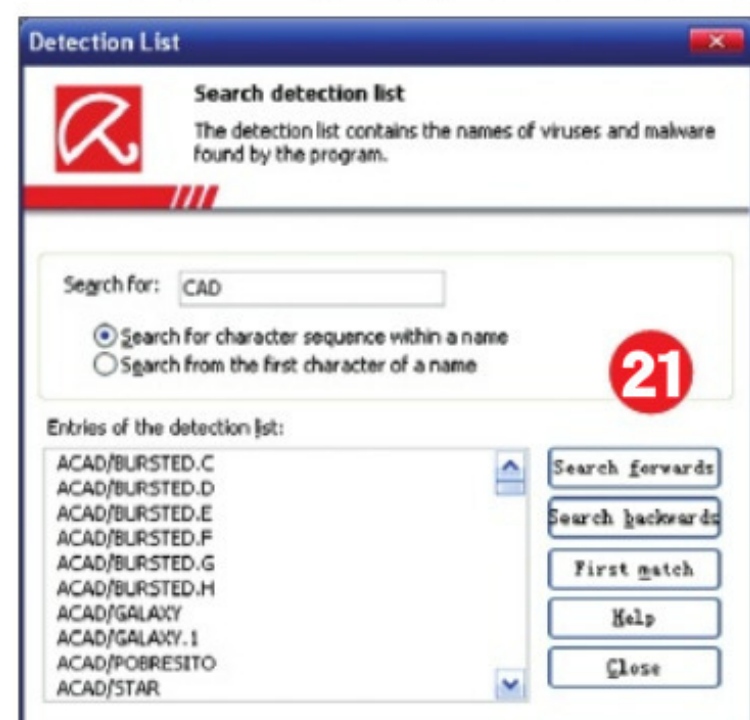 Detection List
Search detection list
The detection list contains the names of viruses and malware
found by the program.
Search for:
CAD
Search for character sequence within a name
Search from the first character of a name
21
Entries of the detection list:
ACAD/BURSTED.C
ACAD/BURSTED.D
ACAD/BURSTED.E
ACAD/BURSTED.F
ACAD/BURSTED.G
ACAD/BURSTED.H
ACAD/GALAXY
ACAD/GALAXY.1
ACAD/POBRESITO
ACAD/STAR
Search forwards
Search backwards
First match
Help
Close